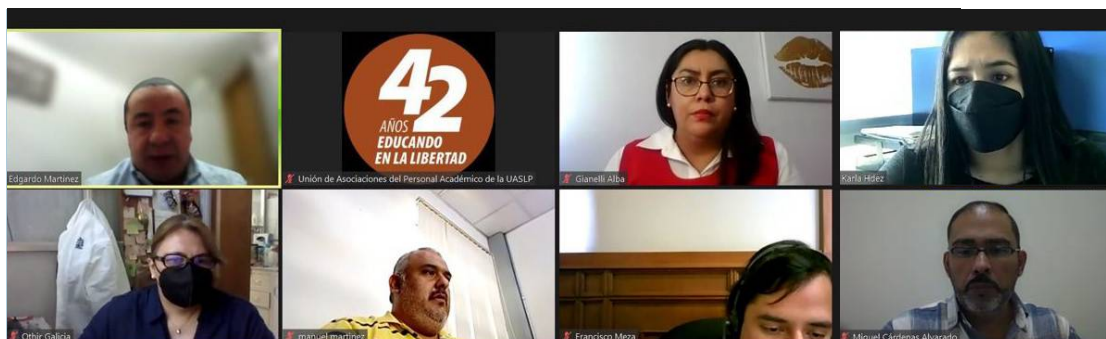 42
AÑOS
EDUCANDO
EN LA LIBERTAD
Edgardo Martinez
Unión de Asociaciones del Personal Académico de la UASLP
Gianelli Alba
Karla Hdez
Othir Galicia
manuel martínez
Francisco Meza
Miguel Cárdenas Alvarado